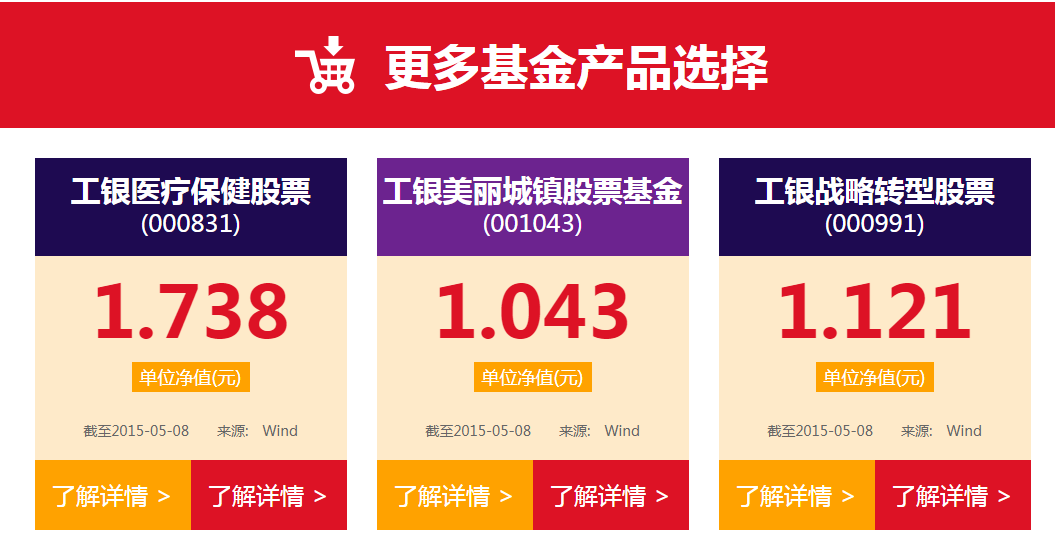 更多基金产品选择
工银医疗保健股票
(000831)
1.738
单位净值(元)
截至2015-05-08 来源: Wind
了解详情 > 了解详情 >
工银美丽城镇股票基金
(001043)
1.043
单位净值(元)
截至2015-05-08 来源: Wind
了解详情 > 了解详情 >
工银战略转型股票
(000991)
1.121
单位净值(元)
截至2015-05-08 来源: Wind
了解详情 > 了解详情 >